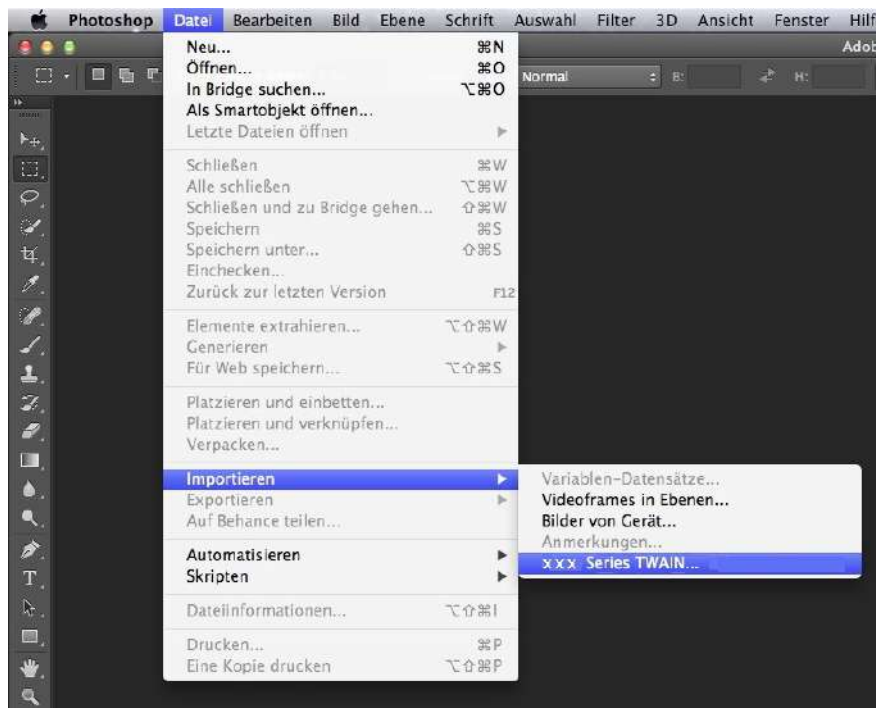 Photoshop Datei Bearbeiten Bild Ebene Schrift Auswahl Filter 3D Ansicht Fenster Hilf
Adob
Normal B: H:
Neu... ⌘N
Öffnen... ⌘O
In Bridge suchen... ⌥⌘O
Als Smartobjekt öffnen...
Letzte Dateien öffnen
Schließen ⌘W
Alle schließen ⌥⌘W
Schließen und zu Bridge gehen... ⇧⌘W
Speichern ⌘S
Speichern unter... ⇧⌘S
Einchecken...
Zurück zur letzten Version F12
Elemente extrahieren... ⌥⇧⌘W
Generieren
Für Web speichern... ⌥⇧⌘S
Platzieren und einbetten...
Platzieren und verknüpfen...
Verpacken...
Importieren
Exportieren
Auf Behance teilen...
Automatisieren
Skripten
Dateiinformationen... ⌥⇧⌘I
Drucken... ⌘P
Eine Kopie drucken ⌥⇧⌘P
Variablen-Datensätze...
Videoframes in Ebenen...
Bilder von Gerät...
Anmerkungen...
xxx Series TWAIN...